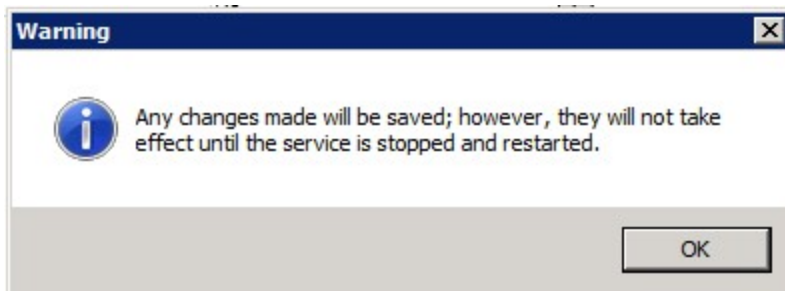 Warning
Any changes made will be saved; however, they will not take
effect until the service is stopped and restarted.
OK